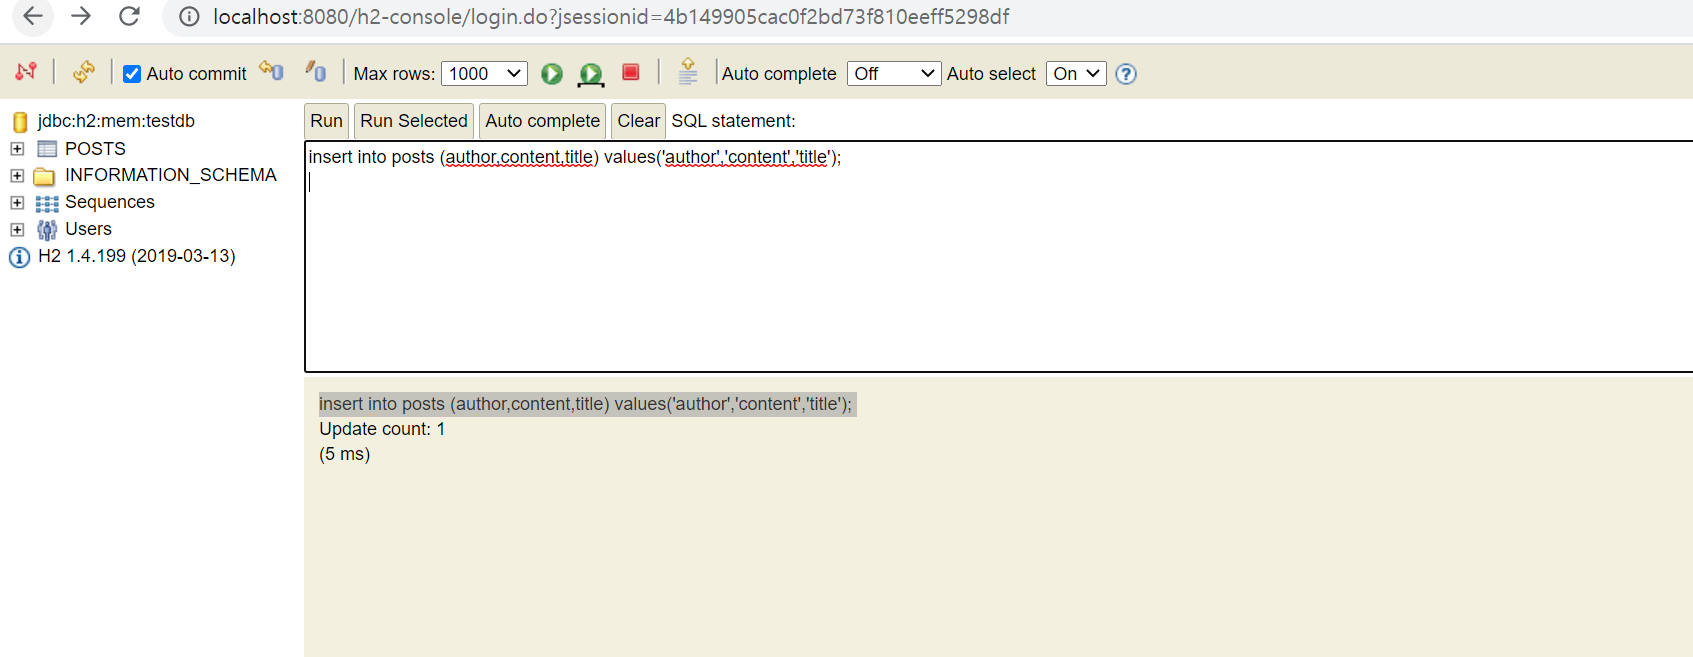 localhost:8080/h2-console/login.do?jsessionid=4b149905cac0f2bd73f810eeff5298df
Auto commit Max rows: 1000 Auto complete Off Auto select On
jdbc:h2:mem:testdb
POSTS
INFORMATION_SCHEMA
Sequences
Users
H2 1.4.199 (2019-03-13)
Run Run Selected Auto complete Clear SQL statement:
insert into posts (author,content,title) values('author','content','title');
insert into posts (author,content,title) values('author','content','title');
Update count: 1
(5 ms)